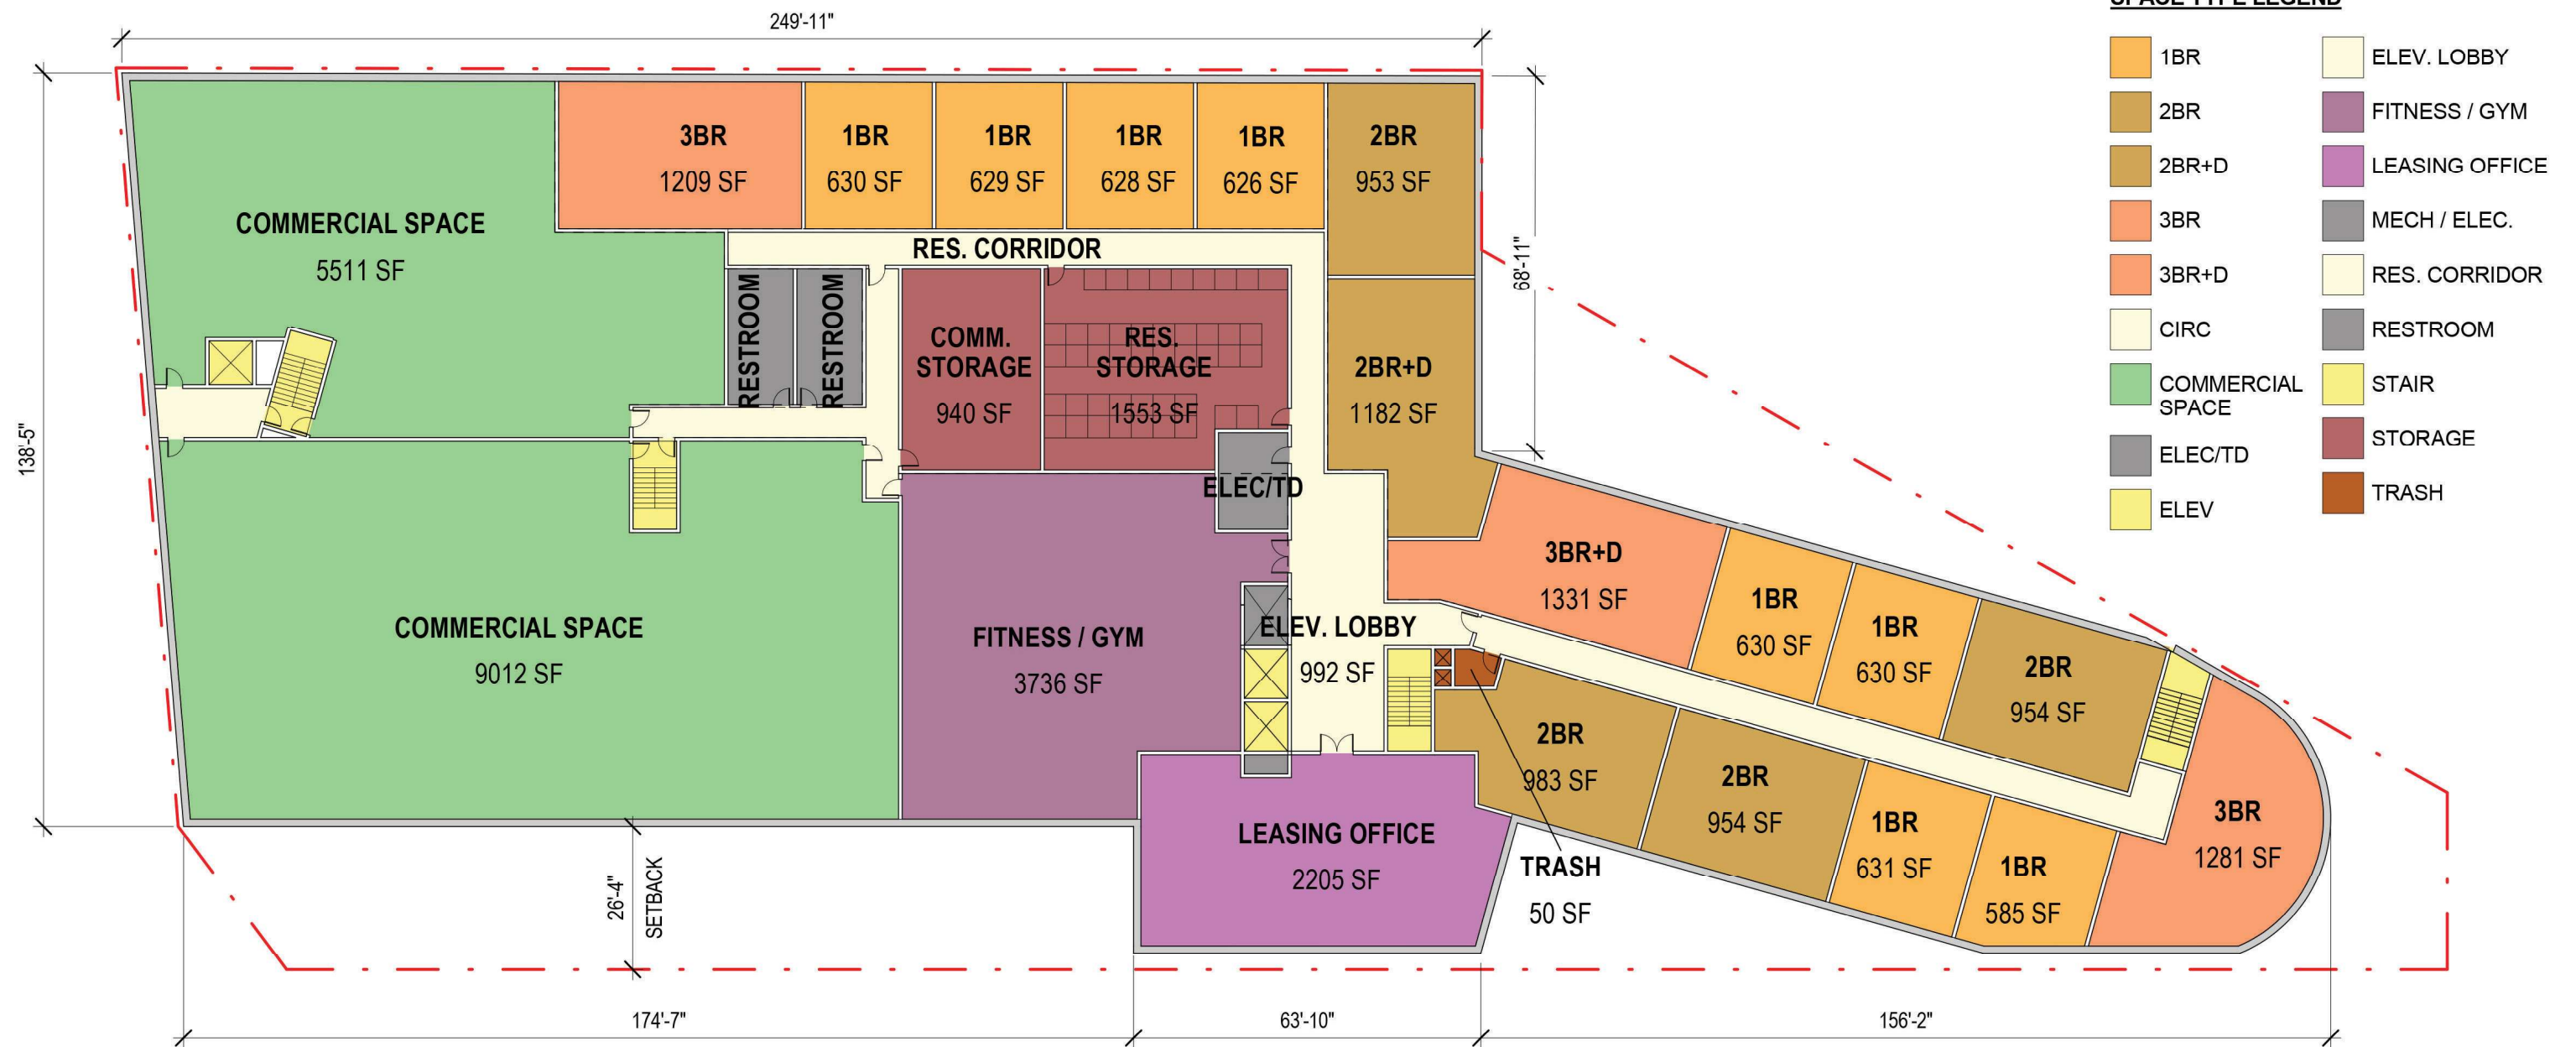 249'-11"
SPACE TYPE LEGEND
1BR
2BR
2BR+D
3BR
3BR+D
CIRC
COMMERCIAL
SPACE
ELEC/TD
ELEV
ELEV. LOBBY
FITNESS / GYM
LEASING OFFICE
MECH / ELEC.
RES. CORRIDOR
RESTROOM
STAIR
STORAGE
TRASH
138'-5"
68'-11"
COMMERCIAL SPACE
5511 SF
3BR
1209 SF
1BR
630 SF
1BR
629 SF
1BR
628 SF
1BR
626 SF
2BR
953 SF
RES. CORRIDOR
RESTROOM
RESTROOM
COMM.
STORAGE
940 SF
RES.
STORAGE
1553 SF
2BR+D
1182 SF
ELEC/TD
COMMERCIAL SPACE
9012 SF
FITNESS / GYM
3736 SF
ELEV. LOBBY
992 SF
3BR+D
1331 SF
1BR
630 SF
1BR
630 SF
2BR
954 SF
2BR
983 SF
2BR
954 SF
1BR
631 SF
1BR
585 SF
3BR
1281 SF
LEASING OFFICE
2205 SF
TRASH
50 SF
26'-4"
SETBACK
174'-7"
63'-10"
156'-2"